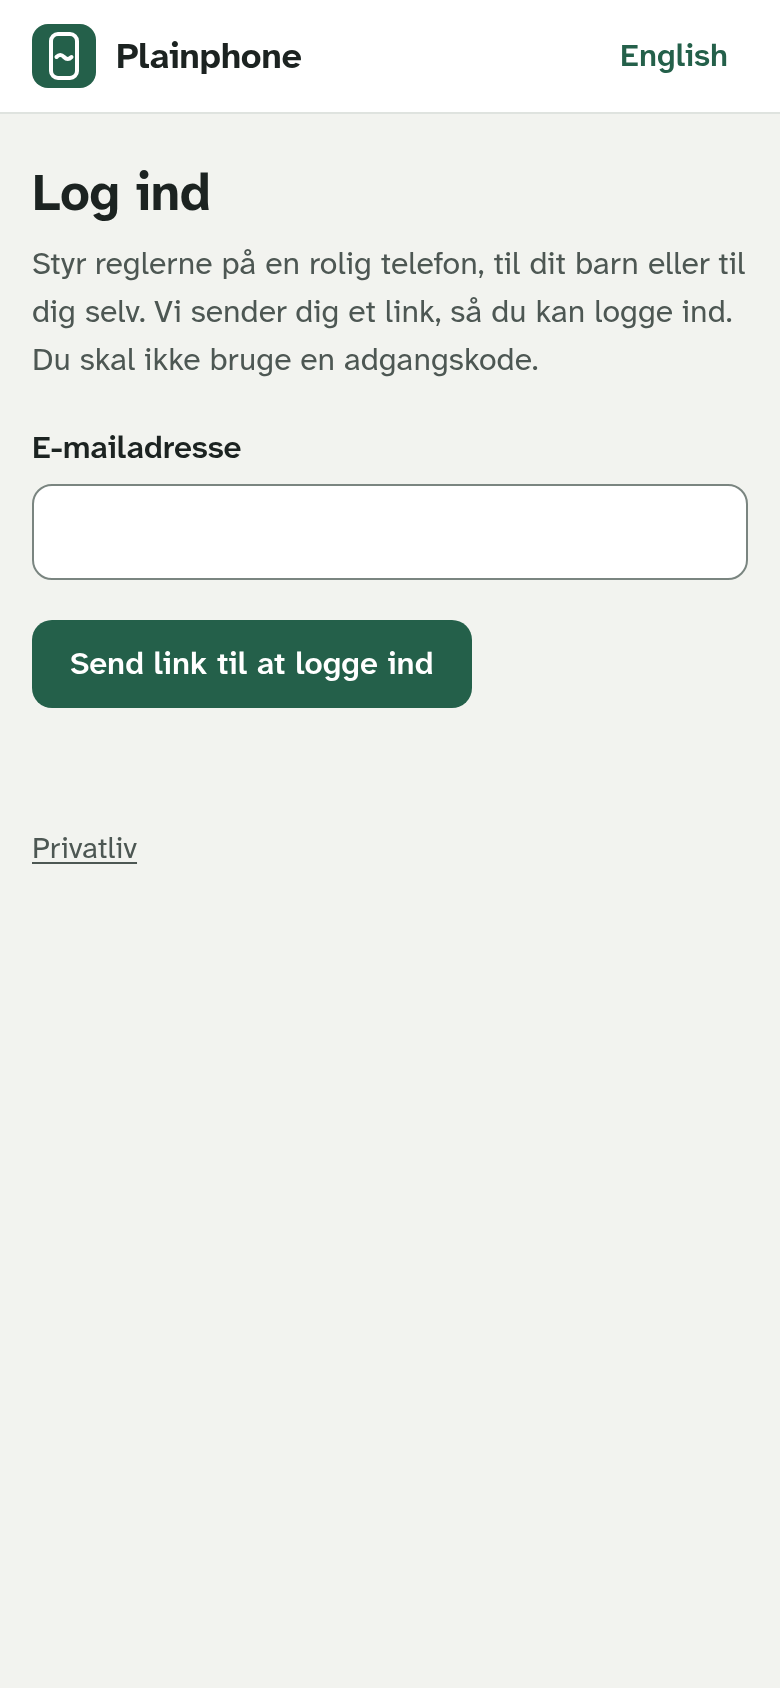 Plainphone
English
Log ind
Styr reglerne på en rolig telefon, til dit barn eller til
dig selv. Vi sender dig et link, så du kan logge ind.
Du skal ikke bruge en adgangskode.
E-mailadresse
Send link til at logge ind
Privatliv